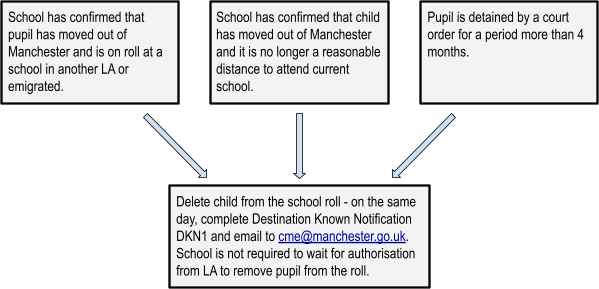 School has confirmed that
pupil has moved out of
Manchester and is on roll at a
school in another LA or
emigrated.
School has confirmed that child
has moved out of Manchester
and it is no longer a reasonable
distance to attend current
school.
Pupil is detained by a court
order for a period more than 4
months.
Delete child from the school roll - on the same
day, complete Destination Known Notification
DKN1 and email to cme@manchester.go.uk.
School is not required to wait for authorisation
from LA to remove pupil from the roll.